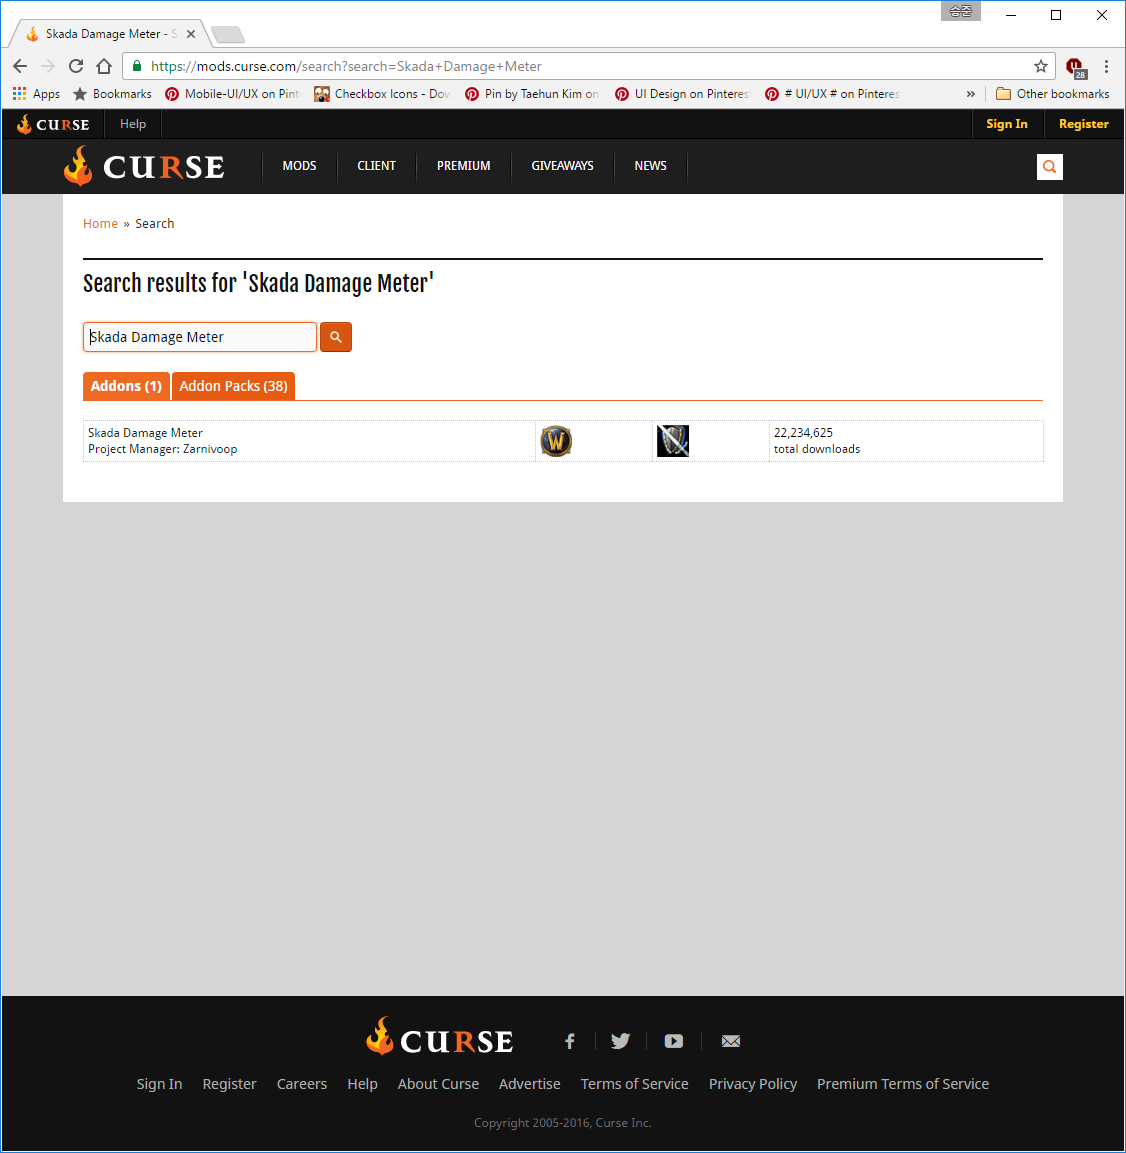 송준
Skada Damage Meter - S
https://mods.curse.com/search?search=Skada+Damage+Meter
28
Apps
Bookmarks
Mobile-UI/UX on Pint
Checkbox Icons - Dow
Pin by Taehun Kim on
UI Design on Pinteres
# UI/UX # on Pinteres
»
Other bookmarks
CURSE
Help
Sign In
Register
CURSE
MODS
CLIENT
PREMIUM
GIVEAWAYS
NEWS
Home » Search
Search results for 'Skada Damage Meter'
Skada Damage Meter
Addons (1)
Addon Packs (38)
Skada Damage Meter
Project Manager: Zarnivoop
W
22,234,625
total downloads
CURSE
Sign In
Register
Careers
Help
About Curse
Advertise
Terms of Service
Privacy Policy
Premium Terms of Service
Copyright 2005-2016, Curse Inc.